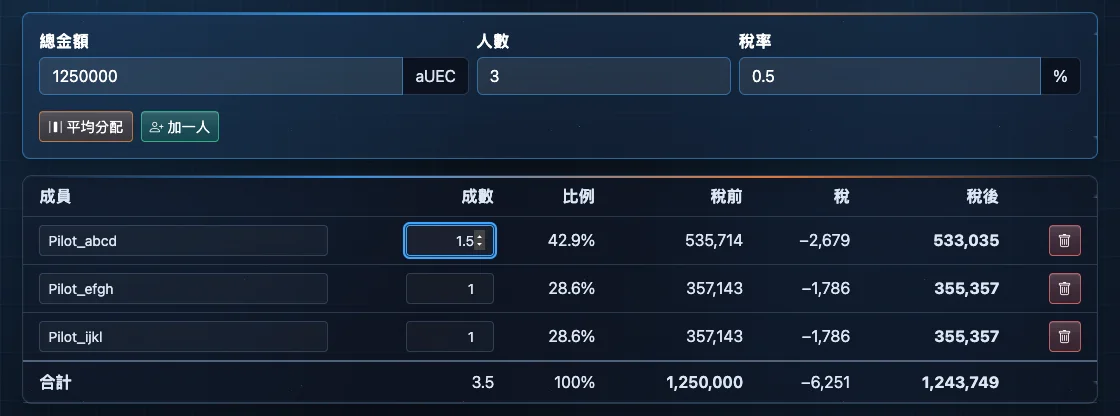 總金額 人數 稅率
1250000 aUEC 3 0.5 %
平均分配 加一人
成員 成數 比例 稅前 稅 稅後
Pilot_abcd 1.5 42.9% 535,714 −2,679 533,035
Pilot_efgh 1 28.6% 357,143 −1,786 355,357
Pilot_ijkl 1 28.6% 357,143 −1,786 355,357
合計 3.5 100% 1,250,000 −6,251 1,243,749